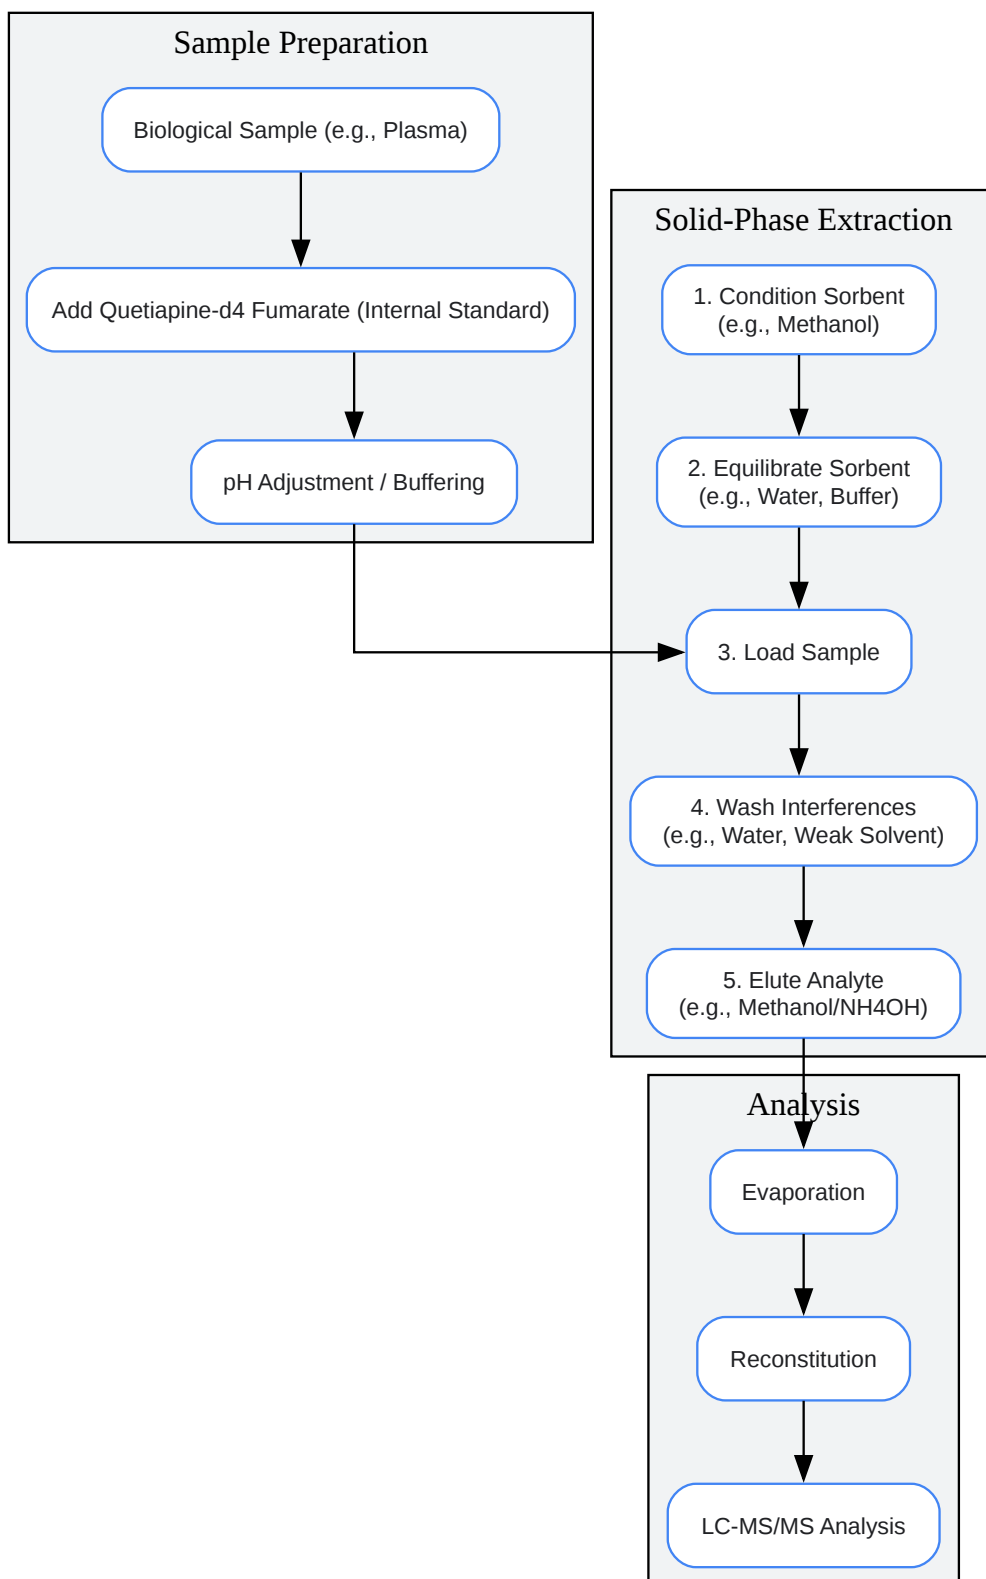 Sample Preparation
Biological Sample (e.g., Plasma)
Add Quetiapine-d4 Fumarate (Internal Standard)
pH Adjustment / Buffering
Solid-Phase Extraction
1. Condition Sorbent
(e.g., Methanol)
2. Equilibrate Sorbent
(e.g., Water, Buffer)
3. Load Sample
4. Wash Interferences
(e.g., Water, Weak Solvent)
5. Elute Analyte
(e.g., Methanol/NH4OH)
Analysis
Evaporation
Reconstitution
LC-MS/MS Analysis